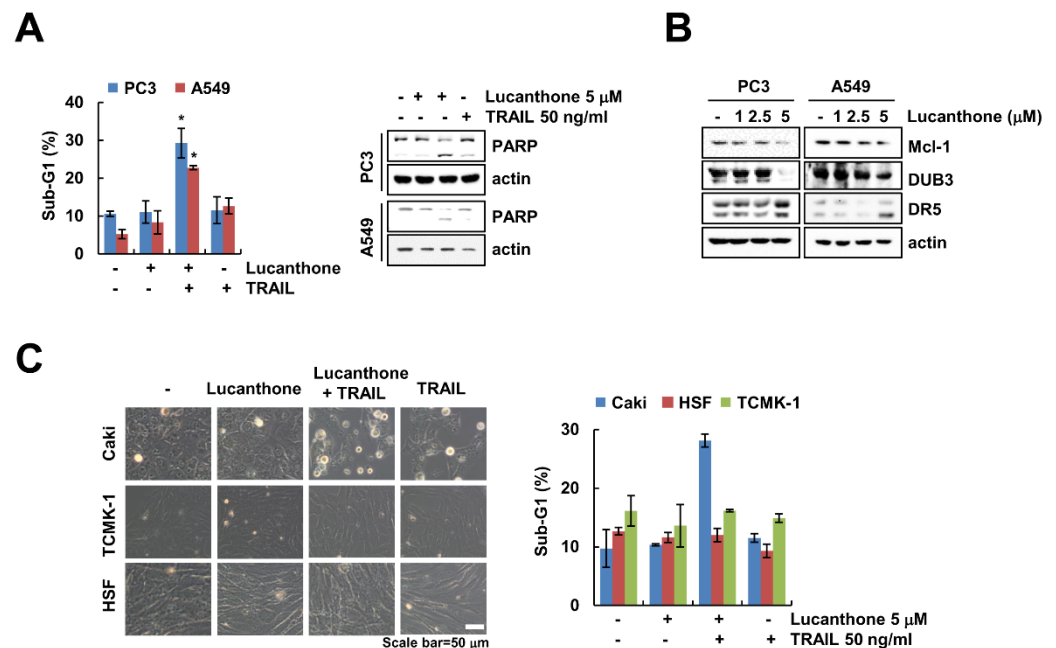 A
PC3 A549
Sub-G1 (%)
40
30
20
10
0
*
*
- + + - Lucanthone
- - + + TRAIL
- + + - Lucanthone 5 μM
- - + + TRAIL 50 ng/ml
PC3
PARP
actin
A549
PARP
actin
B
PC3 A549
- 1 2.5 5 - 1 2.5 5 Lucanthone (μM)
Mcl-1
DUB3
DR5
actin
C
- Lucanthone Lucanthone + TRAIL TRAIL
Caki
TCMK-1
HSF
Scale bar=50 μm
Caki HSF TCMK-1
Sub-G1 (%)
30
20
10
0
- + + - Lucanthone 5 μM
- - + + TRAIL 50 ng/ml